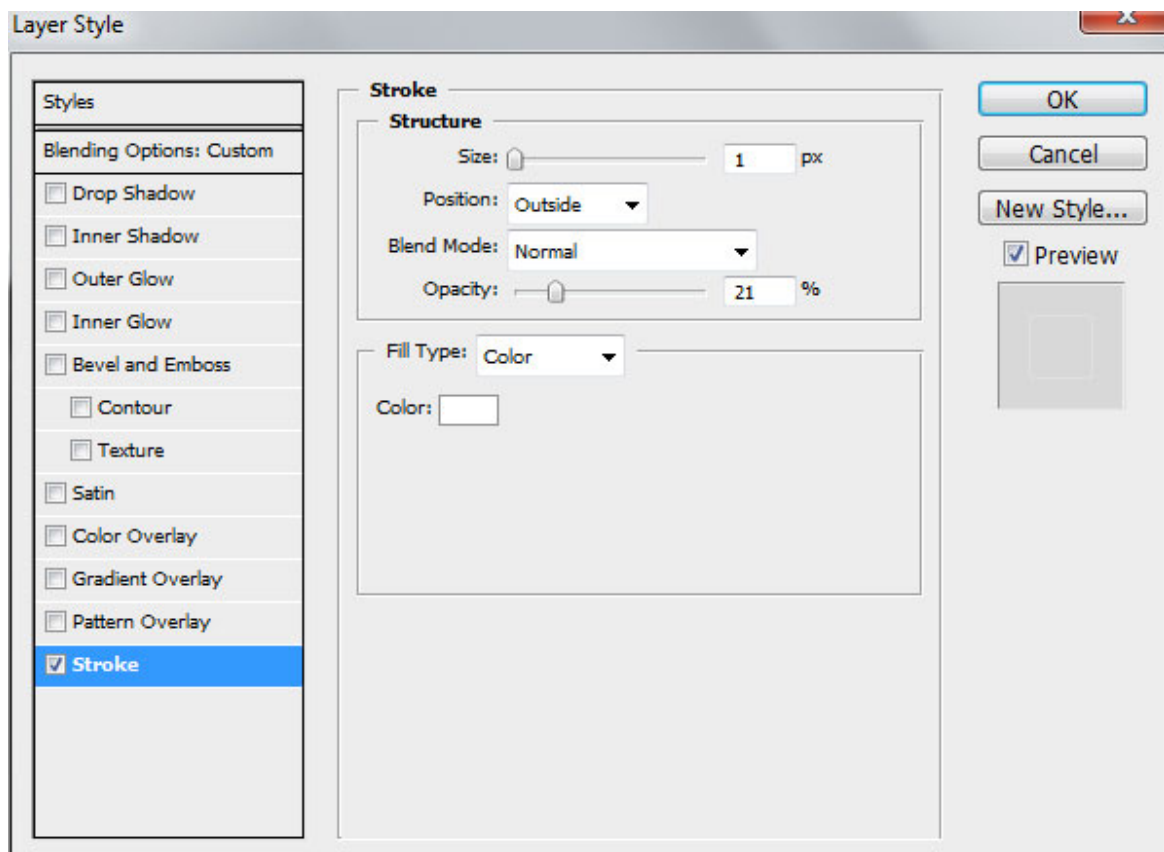 Layer Style
x
Styles
Blending Options: Custom
Drop Shadow
Inner Shadow
Outer Glow
Inner Glow
Bevel and Emboss
Contour
Texture
Satin
Color Overlay
Gradient Overlay
Pattern Overlay
Stroke
Stroke
Structure
Size: 1 px
Position: Outside
Blend Mode: Normal
Opacity: 21 %
Fill Type: Color
Color:
OK
Cancel
New Style...
Preview